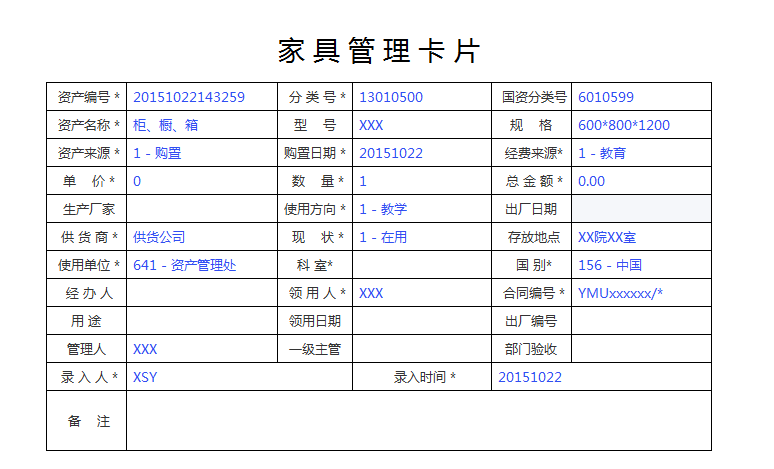 家具管理卡片
资产编号 * 20151022143259 分 类 号 * 13010500 国资分类号 6010599
资产名称 * 柜、橱、箱 型 号 XXX 规 格 600*800*1200
资产来源 * 1 - 购置 购置日期 * 20151022 经费来源* 1 - 教育
单 价 * 0 数 量 * 1 总 金 额 * 0.00
生产厂家 使用方向 * 1 - 教学 出厂日期
供 货 商 * 供货公司 现 状 * 1 - 在用 存放地点 XX院XX室
使用单位 * 641 - 资产管理处 科 室* 国 别* 156 - 中国
经 办 人 领 用 人 * XXX 合同编号 * YMUxxxxxx/*
用 途 领用日期 出厂编号
管理人 XXX 一级主管 部门验收
录 入 人 * XSY 录入时间 * 20151022
备 注